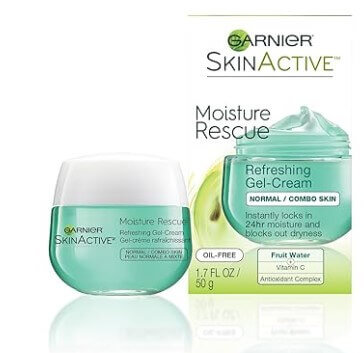 GARNIER
SKINACTIVE™
Moisture
Rescue
Refreshing
Gel-Cream
NORMAL / COMBO SKIN
Instantly locks in
24hr moisture and
blocks out dryness
OIL-FREE
Fruit Water
+
Vitamin C
+
Antioxidant Complex
1.7 FL OZ /
50 g
Moisture Rescue
Refreshing Gel-Cream
Gel-crème rafraîchissant
GARNIER
SKINACTIVE
NORMAL / COMBO SKIN
PEAU NORMALE À MIXTE